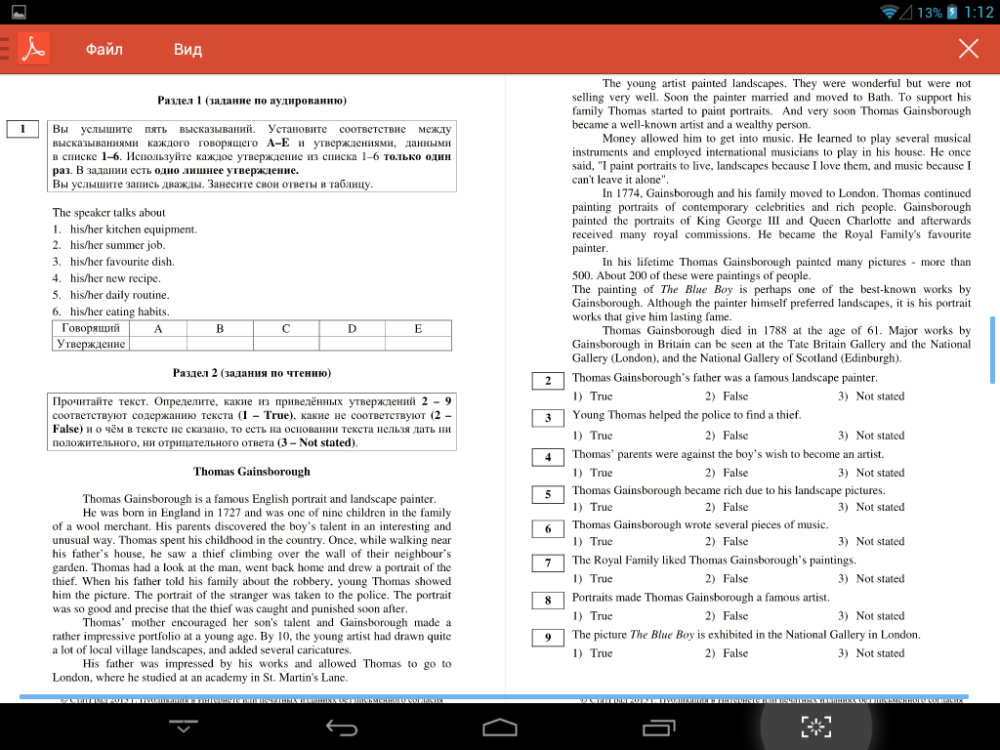 13% 1:12
Файл Вид
Раздел 1 (задание по аудированию)
1
Вы услышите пять высказываний. Установите соответствие между
высказываниями каждого говорящего A–E и утверждениями, данными
в списке 1–6. Используйте каждое утверждение из списка 1–6 только один
раз. В задании есть одно лишнее утверждение.
Вы услышите запись дважды. Занесите свои ответы в таблицу.
The speaker talks about
1. his/her kitchen equipment.
2. his/her summer job.
3. his/her favourite dish.
4. his/her new recipe.
5. his/her daily routine.
6. his/her eating habits.
Говорящий A B C D E
Утверждение
Раздел 2 (задания по чтению)
Прочитайте текст. Определите, какие из приведённых утверждений 2 – 9
соответствуют содержанию текста (1 – True), какие не соответствуют (2 –
False) и о чём в тексте не сказано, то есть на основании текста нельзя дать ни
положительного, ни отрицательного ответа (3 – Not stated).
Thomas Gainsborough
Thomas Gainsborough is a famous English portrait and landscape painter.
He was born in England in 1727 and was one of nine children in the family
of a wool merchant. His parents discovered the boy's talent in an interesting and
unusual way. Thomas spent his childhood in the country. Once, while walking near
his father's house, he saw a thief climbing over the wall of their neighbour's
garden. Thomas had a look at the man, went back home and drew a portrait of the
thief. When his father told his family about the robbery, young Thomas showed
him the picture. The portrait of the stranger was taken to the police. The portrait
was so good and precise that the thief was caught and punished soon after.
Thomas' mother encouraged her son's talent and Gainsborough made a
rather impressive portfolio at a young age. By 10, the young artist had drawn quite
a lot of local village landscapes, and added several caricatures.
His father was impressed by his works and allowed Thomas to go to
London, where he studied at an academy in St. Martin's Lane.
© СтатГрад 2013 г. Публикация в Интернете или печатных изданиях без письменного согласия
The young artist painted landscapes. They were wonderful but were not
selling very well. Soon the painter married and moved to Bath. To support his
family Thomas started to paint portraits. And very soon Thomas Gainsborough
became a well-known artist and a wealthy person.
Money allowed him to get into music. He learned to play several musical
instruments and employed international musicians to play in his house. He once
said, "I paint portraits to live, landscapes because I love them, and music because I
can't leave it alone".
In 1774, Gainsborough and his family moved to London. Thomas continued
painting portraits of contemporary celebrities and rich people. Gainsborough
painted the portraits of King George III and Queen Charlotte and afterwards
received many royal commissions. He became the Royal Family's favourite
painter.
In his lifetime Thomas Gainsborough painted many pictures - more than
500. About 200 of these were paintings of people.
The painting of The Blue Boy is perhaps one of the best-known works by
Gainsborough. Although the painter himself preferred landscapes, it is his portrait
works that give him lasting fame.
Thomas Gainsborough died in 1788 at the age of 61. Major works by
Gainsborough in Britain can be seen at the Tate Britain Gallery and the National
Gallery (London), and the National Gallery of Scotland (Edinburgh).
2 Thomas Gainsborough's father was a famous landscape painter.
1) True 2) False 3) Not stated
3 Young Thomas helped the police to find a thief.
1) True 2) False 3) Not stated
4 Thomas' parents were against the boy's wish to become an artist.
1) True 2) False 3) Not stated
5 Thomas Gainsborough became rich due to his landscape pictures.
1) True 2) False 3) Not stated
6 Thomas Gainsborough wrote several pieces of music.
1) True 2) False 3) Not stated
7 The Royal Family liked Thomas Gainsborough's paintings.
1) True 2) False 3) Not stated
8 Portraits made Thomas Gainsborough a famous artist.
1) True 2) False 3) Not stated
9 The picture The Blue Boy is exhibited in the National Gallery in London.
1) True 2) False 3) Not stated
© СтатГрад 2013 г. Публикация в Интернете или печатных изданиях без письменного согласия